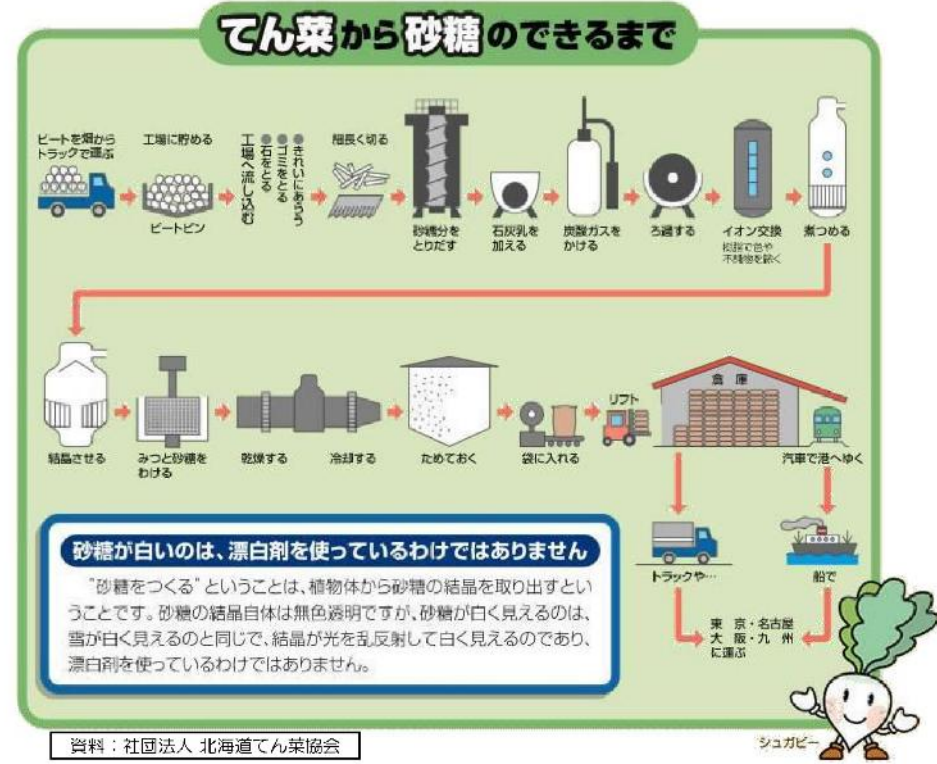 てん菜から砂糖のできるまで
ビートを畑から
トラックで運ぶ
工場に貯める
ビートビン
工場へ流し込む
●石をとる
●ゴミをとる
●きれいにあらう
細長く切る
砂糖分を
とりだす
石灰乳を
加える
炭酸ガスを
かける
ろ過する
イオン交換
樹脂で色や
不純物を除く
煮つめる
結晶させる
みつと砂糖を
わける
乾燥する
冷却する
ためておく
袋に入れる
リフト
倉庫
汽車で港へゆく
トラックや…
船で
東京・名古屋
大阪・九州
に運ぶ
砂糖が白いのは、漂白剤を使っているわけではありません
“砂糖をつくる”ということは、植物体から砂糖の結晶を取り出すとい
うことです。砂糖の結晶自体は無色透明ですが、砂糖が白く見えるのは、
雪が白く見えるのと同じで、結晶が光を乱反射して白く見えるのであり、
漂白剤を使っているわけではありません。
シュガビー
資料：社団法人 北海道てん菜協会